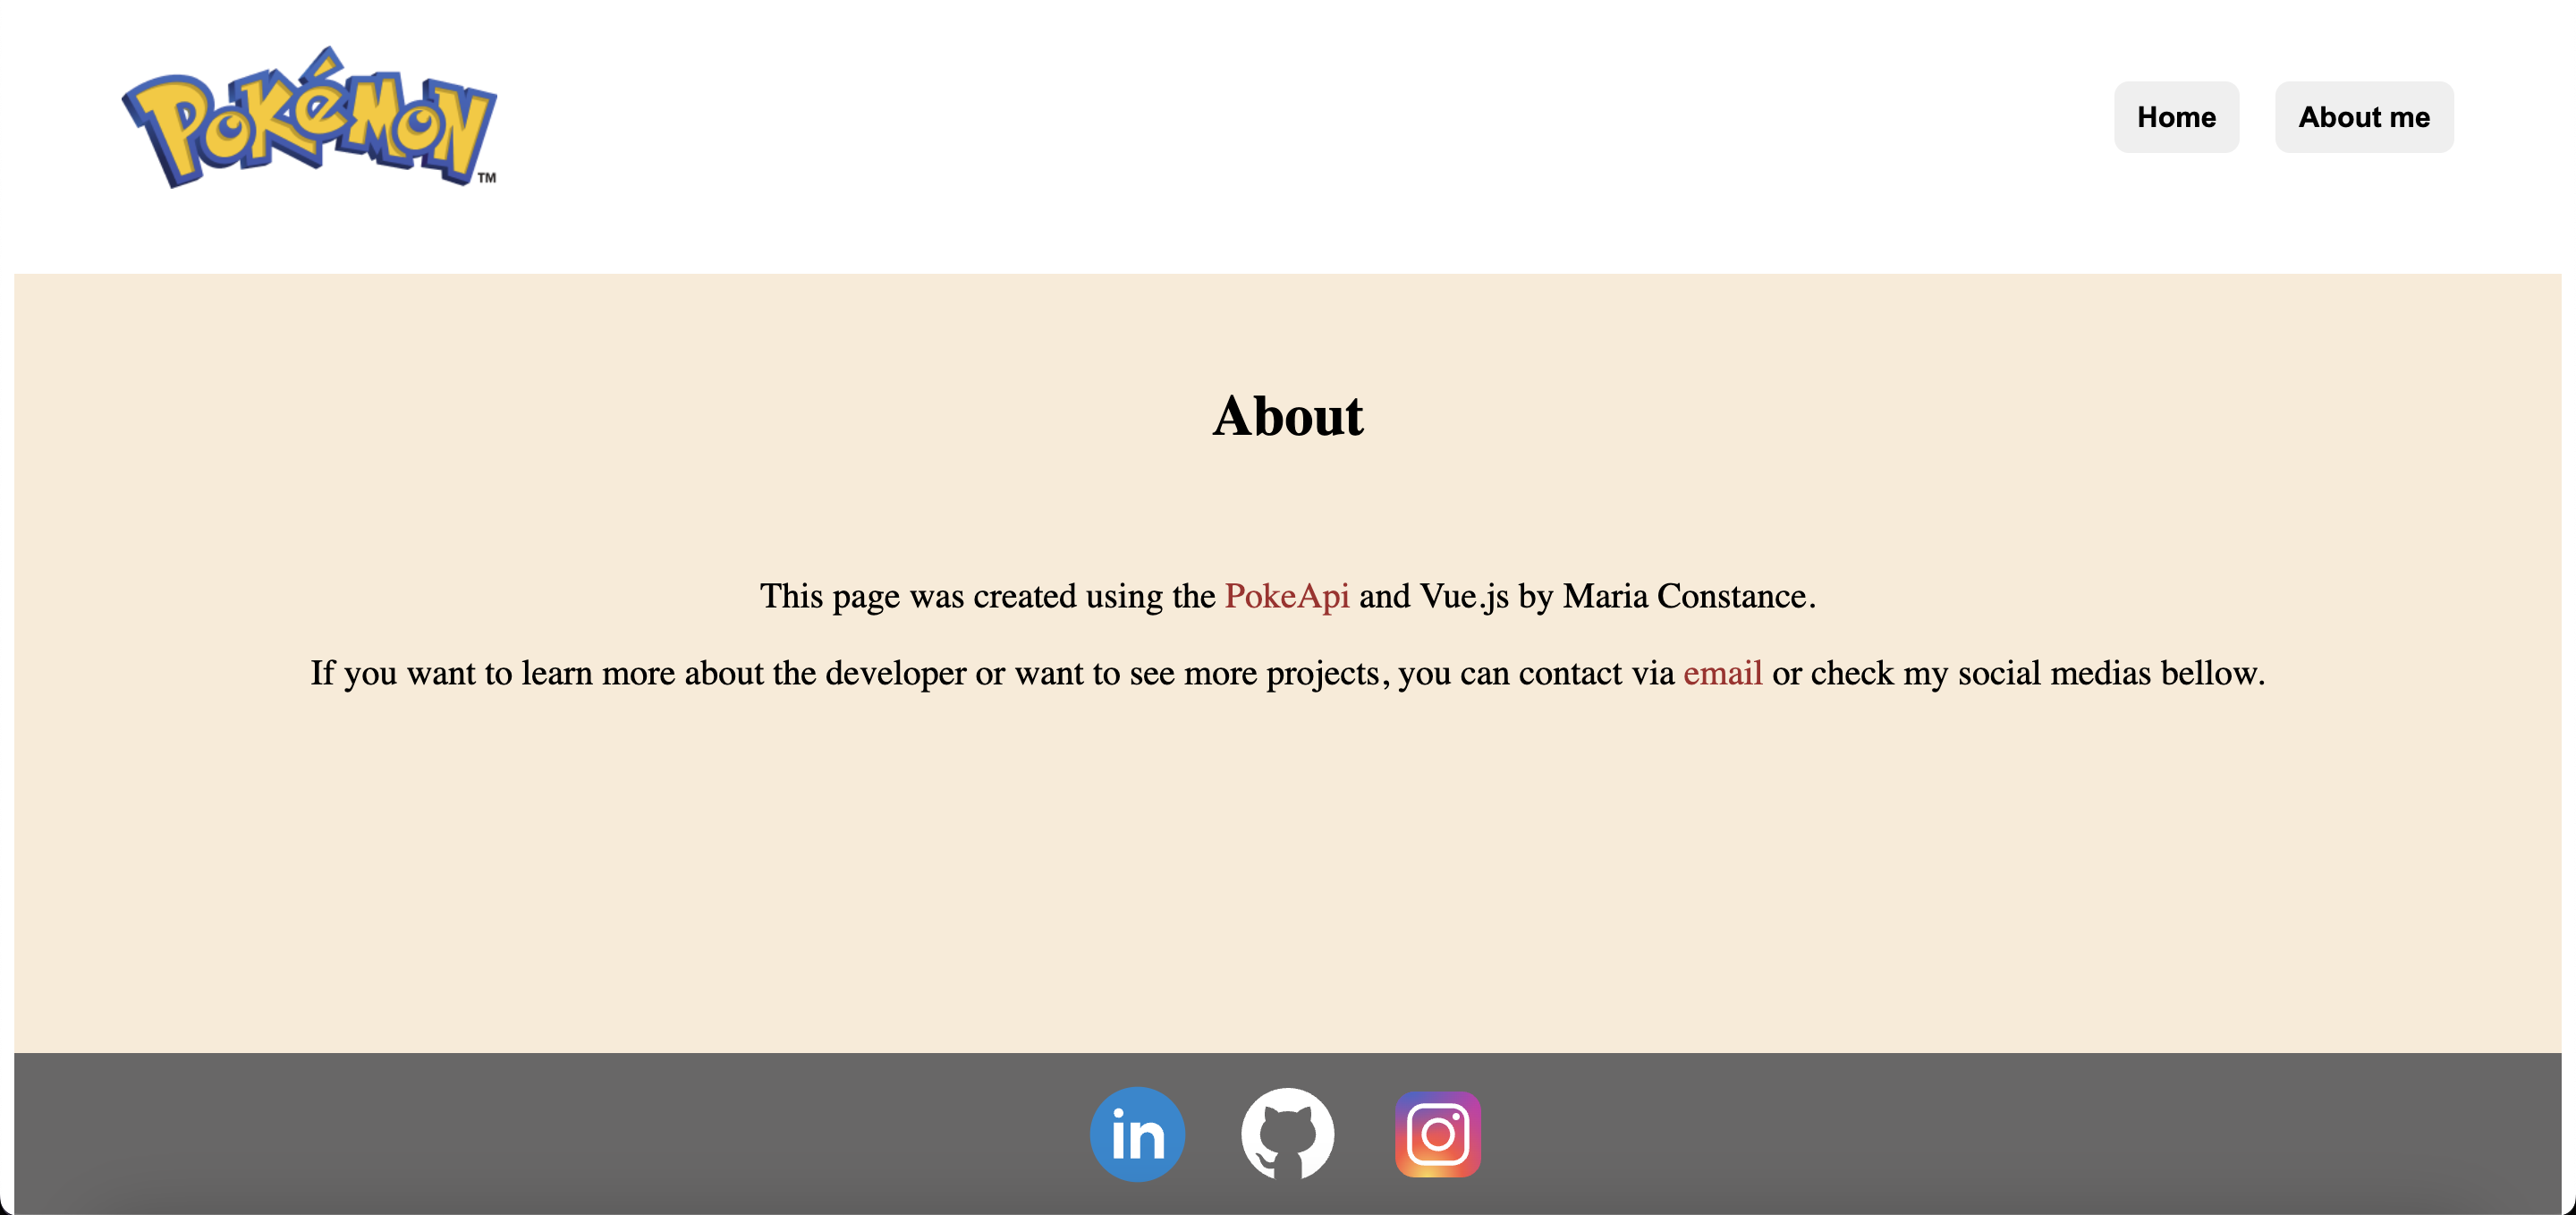 Pokémon
TM
Home
About me
About
This page was created using the PokeApi and Vue.js by Maria Constance.
If you want to learn more about the developer or want to see more projects, you can contact via email or check my social medias bellow.
in